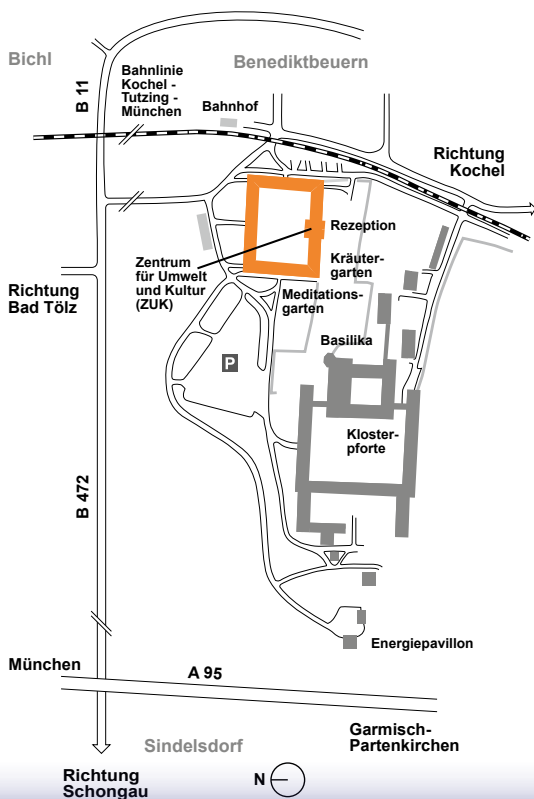 Bichl
Benediktbeuern
B 11
Bahnlinie
Kochel -
Tutzing -
München
Bahnhof
Richtung
Kochel
Rezeption
Zentrum
für Umwelt
und Kultur
(ZUK)
Kräuter-
garten
Meditations-
garten
Richtung
Bad Tölz
Basilika
P
Kloster-
pforte
B 472
Energiepavillon
München
A 95
Sindelsdorf
Garmisch-
Partenkirchen
Richtung
Schongau
N